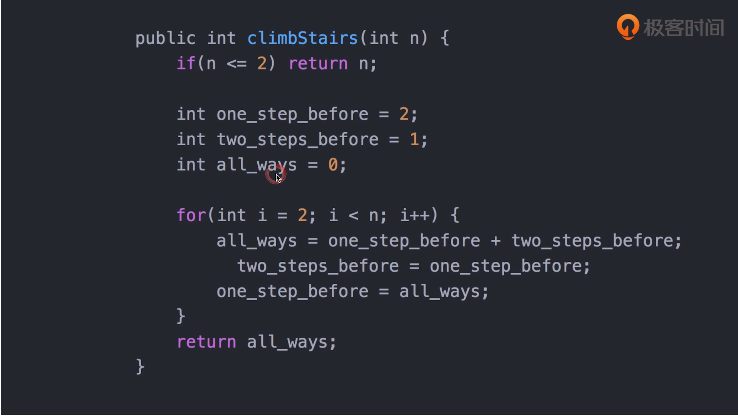 极客时间
public int climbStairs(int n) {
if(n <= 2) return n;
int one_step_before = 2;
int two_steps_before = 1;
int all_ways = 0;
for(int i = 2; i < n; i++) {
all_ways = one_step_before + two_steps_before;
two_steps_before = one_step_before;
one_step_before = all_ways;
}
return all_ways;
}